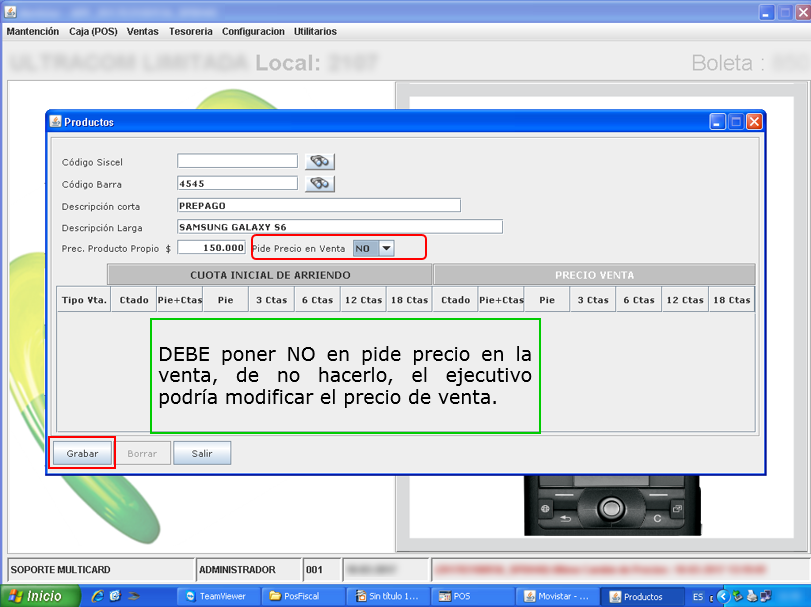 Mantención Caja (POS) Ventas Tesoreria Configuracion Utilitarios
ULTRACOM LIMITADA Local: 2107
Boleta :
Productos
Código Siscel
Código Barra 4545
Descripción corta PREPAGO
Descripción Larga SAMSUNG GALAXY S6
Prec. Producto Propio $ 150.000 Pide Precio en Venta NO
CUOTA INICIAL DE ARRIENDO PRECIO VENTA
Tipo Vta. Ctado Pie+Ctas Pie 3 Ctas 6 Ctas 12 Ctas 18 Ctas Ctado Pie+Ctas Pie 3 Ctas 6 Ctas 12 Ctas 18 Ctas
DEBE poner NO en pide precio en la
venta, de no hacerlo, el ejecutivo
podría modificar el precio de venta.
Grabar Borrar Salir
C
SOPORTE MULTICARD ADMINISTRADOR 001
Inicio TeamViewer PosFiscal Sin título 1... POS Movistar - ... Productos ES